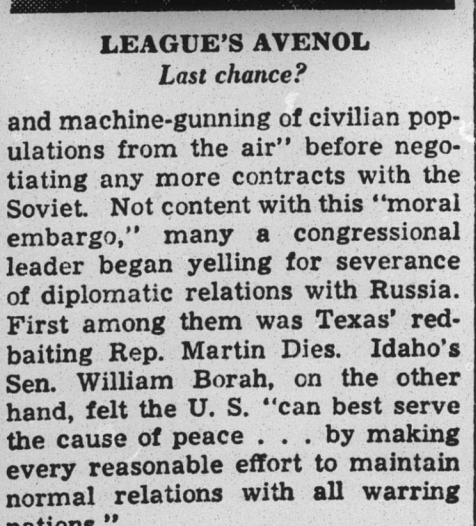 LEAGUE'S AVENOL
Last chance?
and machine-gunning of civilian pop-
ulations from the air" before nego-
tiating any more contracts with the
Soviet. Not content with this "moral
embargo," many a congressional
leader began yelling for severance
of diplomatic relations with Russia.
First among them was Texas' red-
baiting Rep. Martin Dies. Idaho's
Sen. William Borah, on the other
hand, felt the U. S. "can best serve
the cause of peace . . . by making
every reasonable effort to maintain
normal relations with all warring
nations."